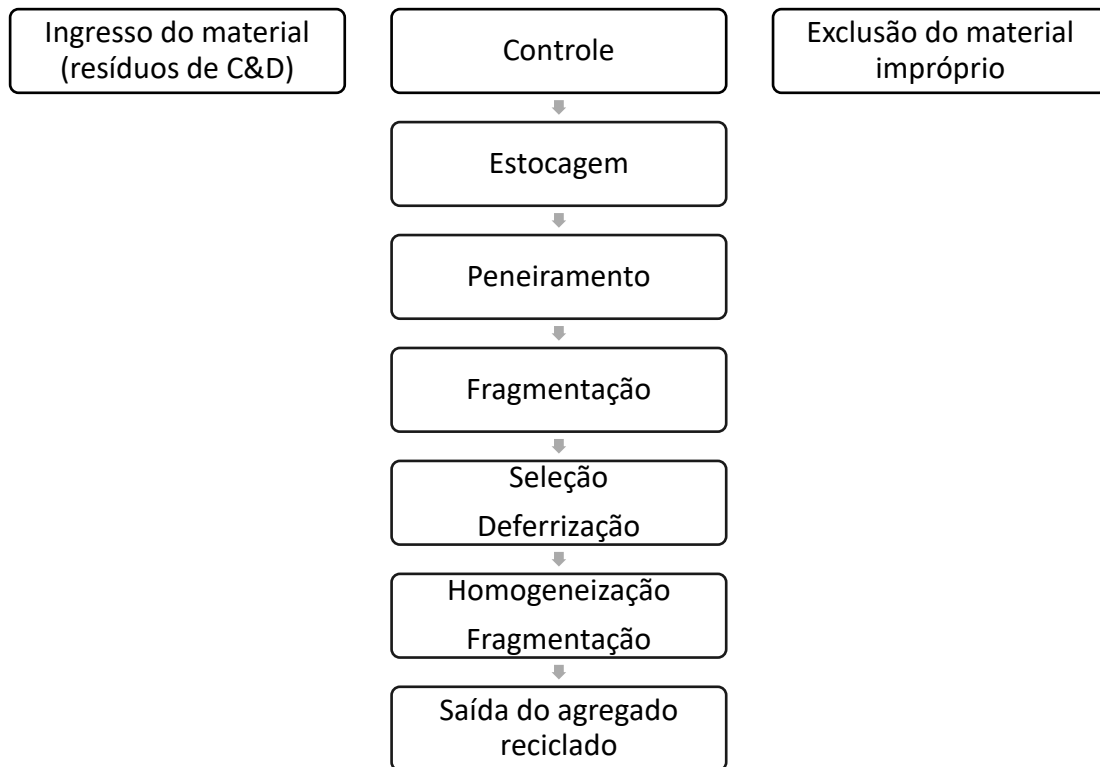 Ingresso do material
(resíduos de C&D)
Controle
Exclusão do material
impróprio
Estocagem
Peneiramento
Fragmentação
Seleção
Deferrização
Homogeneização
Fragmentação
Saída do agregado
reciclado